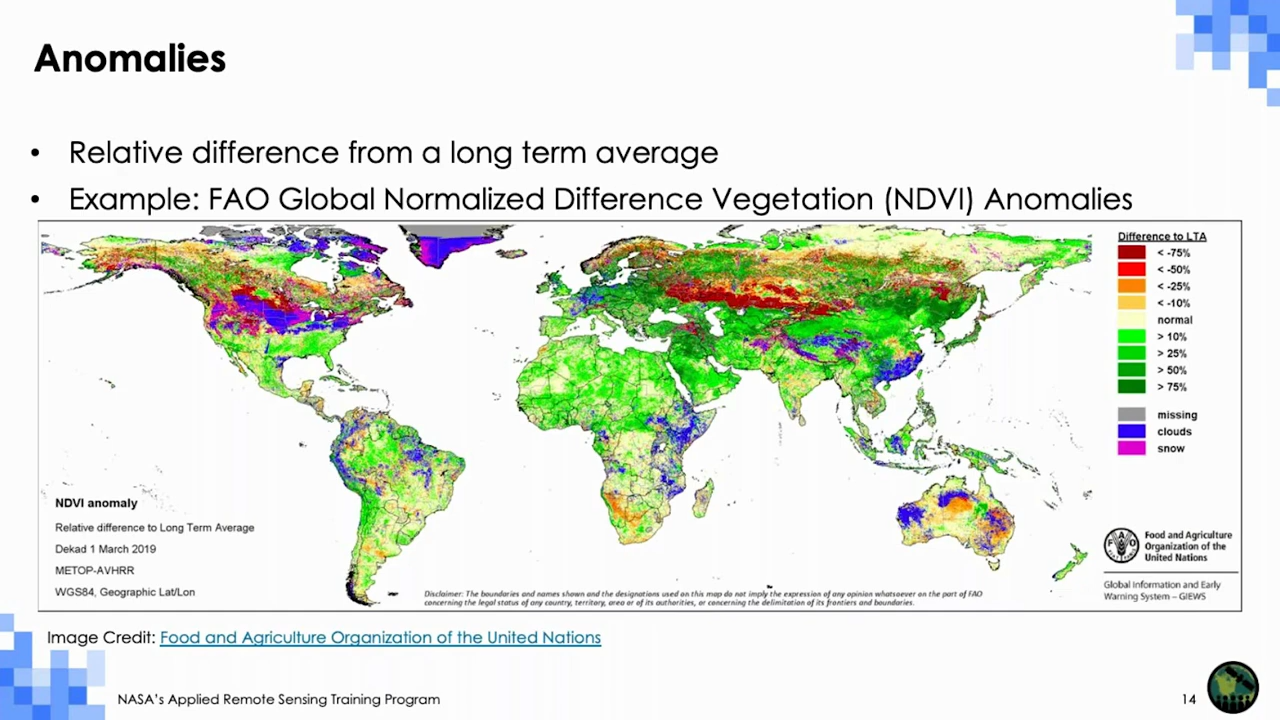 Anomalies
• Relative difference from a long term average
• Example: FAO Global Normalized Difference Vegetation (NDVI) Anomalies
Difference to LTA
< -75%
< -50%
< -25%
< -10%
normal
> 10%
> 25%
> 50%
> 75%
missing
clouds
snow
NDVI anomaly
Relative difference to Long Term Average
Dekad 1 March 2019
METOP-AVHRR
WGS84, Geographic Lat/Lon
Disclaimer: The boundaries and names shown and the designations used on this map do not imply the expression of any opinion whatsoever on the part of FAO
concerning the legal status of any country, territory, area or of its authorities, or concerning the delimitation of its frontiers and boundaries.
Food and Agriculture
Organization of the
United Nations
Global Information and Early
Warning System – GIEWS
Image Credit: Food and Agriculture Organization of the United Nations
NASA's Applied Remote Sensing Training Program
14